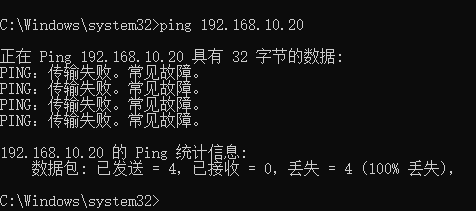 C:\Windows\system32>ping 192.168.10.20
正在 Ping 192.168.10.20 具有 32 字节的数据:
PING：传输失败。常见故障。
PING：传输失败。常见故障。
PING：传输失败。常见故障。
PING：传输失败。常见故障。
192.168.10.20 的 Ping 统计信息:
    数据包: 已发送 = 4，已接收 = 0，丢失 = 4 (100% 丢失)，
C:\Windows\system32>